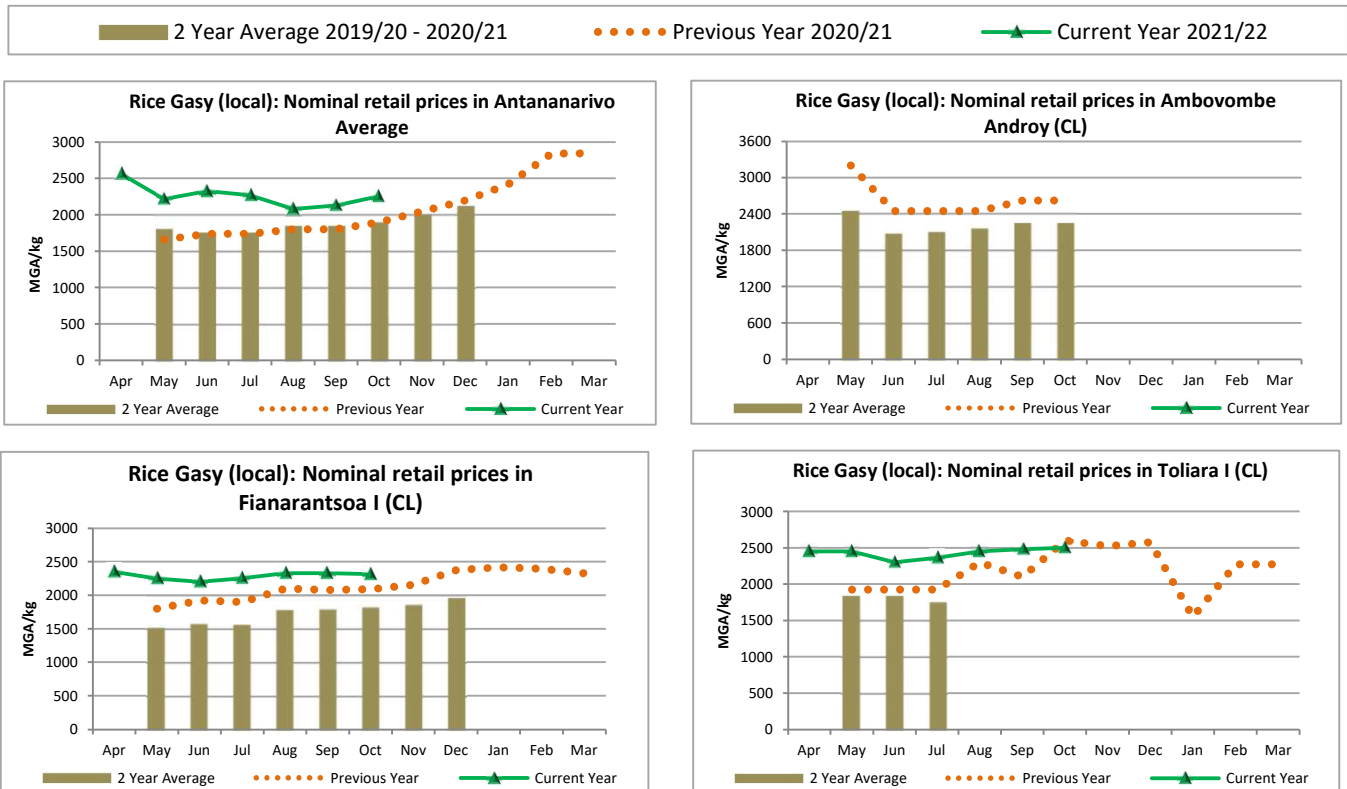 2 Year Average 2019/20 - 2020/21 Previous Year 2020/21 Current Year 2021/22
Rice Gasy (local): Nominal retail prices in Antananarivo
Average
MGA/kg
3000
2500
2000
1500
1000
500
0
Apr May Jun Jul Aug Sep Oct Nov Dec Jan Feb Mar
2 Year Average Previous Year Current Year
Rice Gasy (local): Nominal retail prices in Ambovombe
Androy (CL)
MGA/kg
3600
3000
2400
1800
1200
600
0
Apr May Jun Jul Aug Sep Oct Nov Dec Jan Feb Mar
2 Year Average Previous Year Current Year
Rice Gasy (local): Nominal retail prices in
Fianarantsoa I (CL)
MGA/kg
3000
2500
2000
1500
1000
500
0
Apr May Jun Jul Aug Sep Oct Nov Dec Jan Feb Mar
2 Year Average Previous Year Current Year
Rice Gasy (local): Nominal retail prices in Toliara I (CL)
MGA/kg
3000
2500
2000
1500
1000
500
0
Apr May Jun Jul Aug Sep Oct Nov Dec Jan Feb Mar
2 Year Average Previous Year Current Year